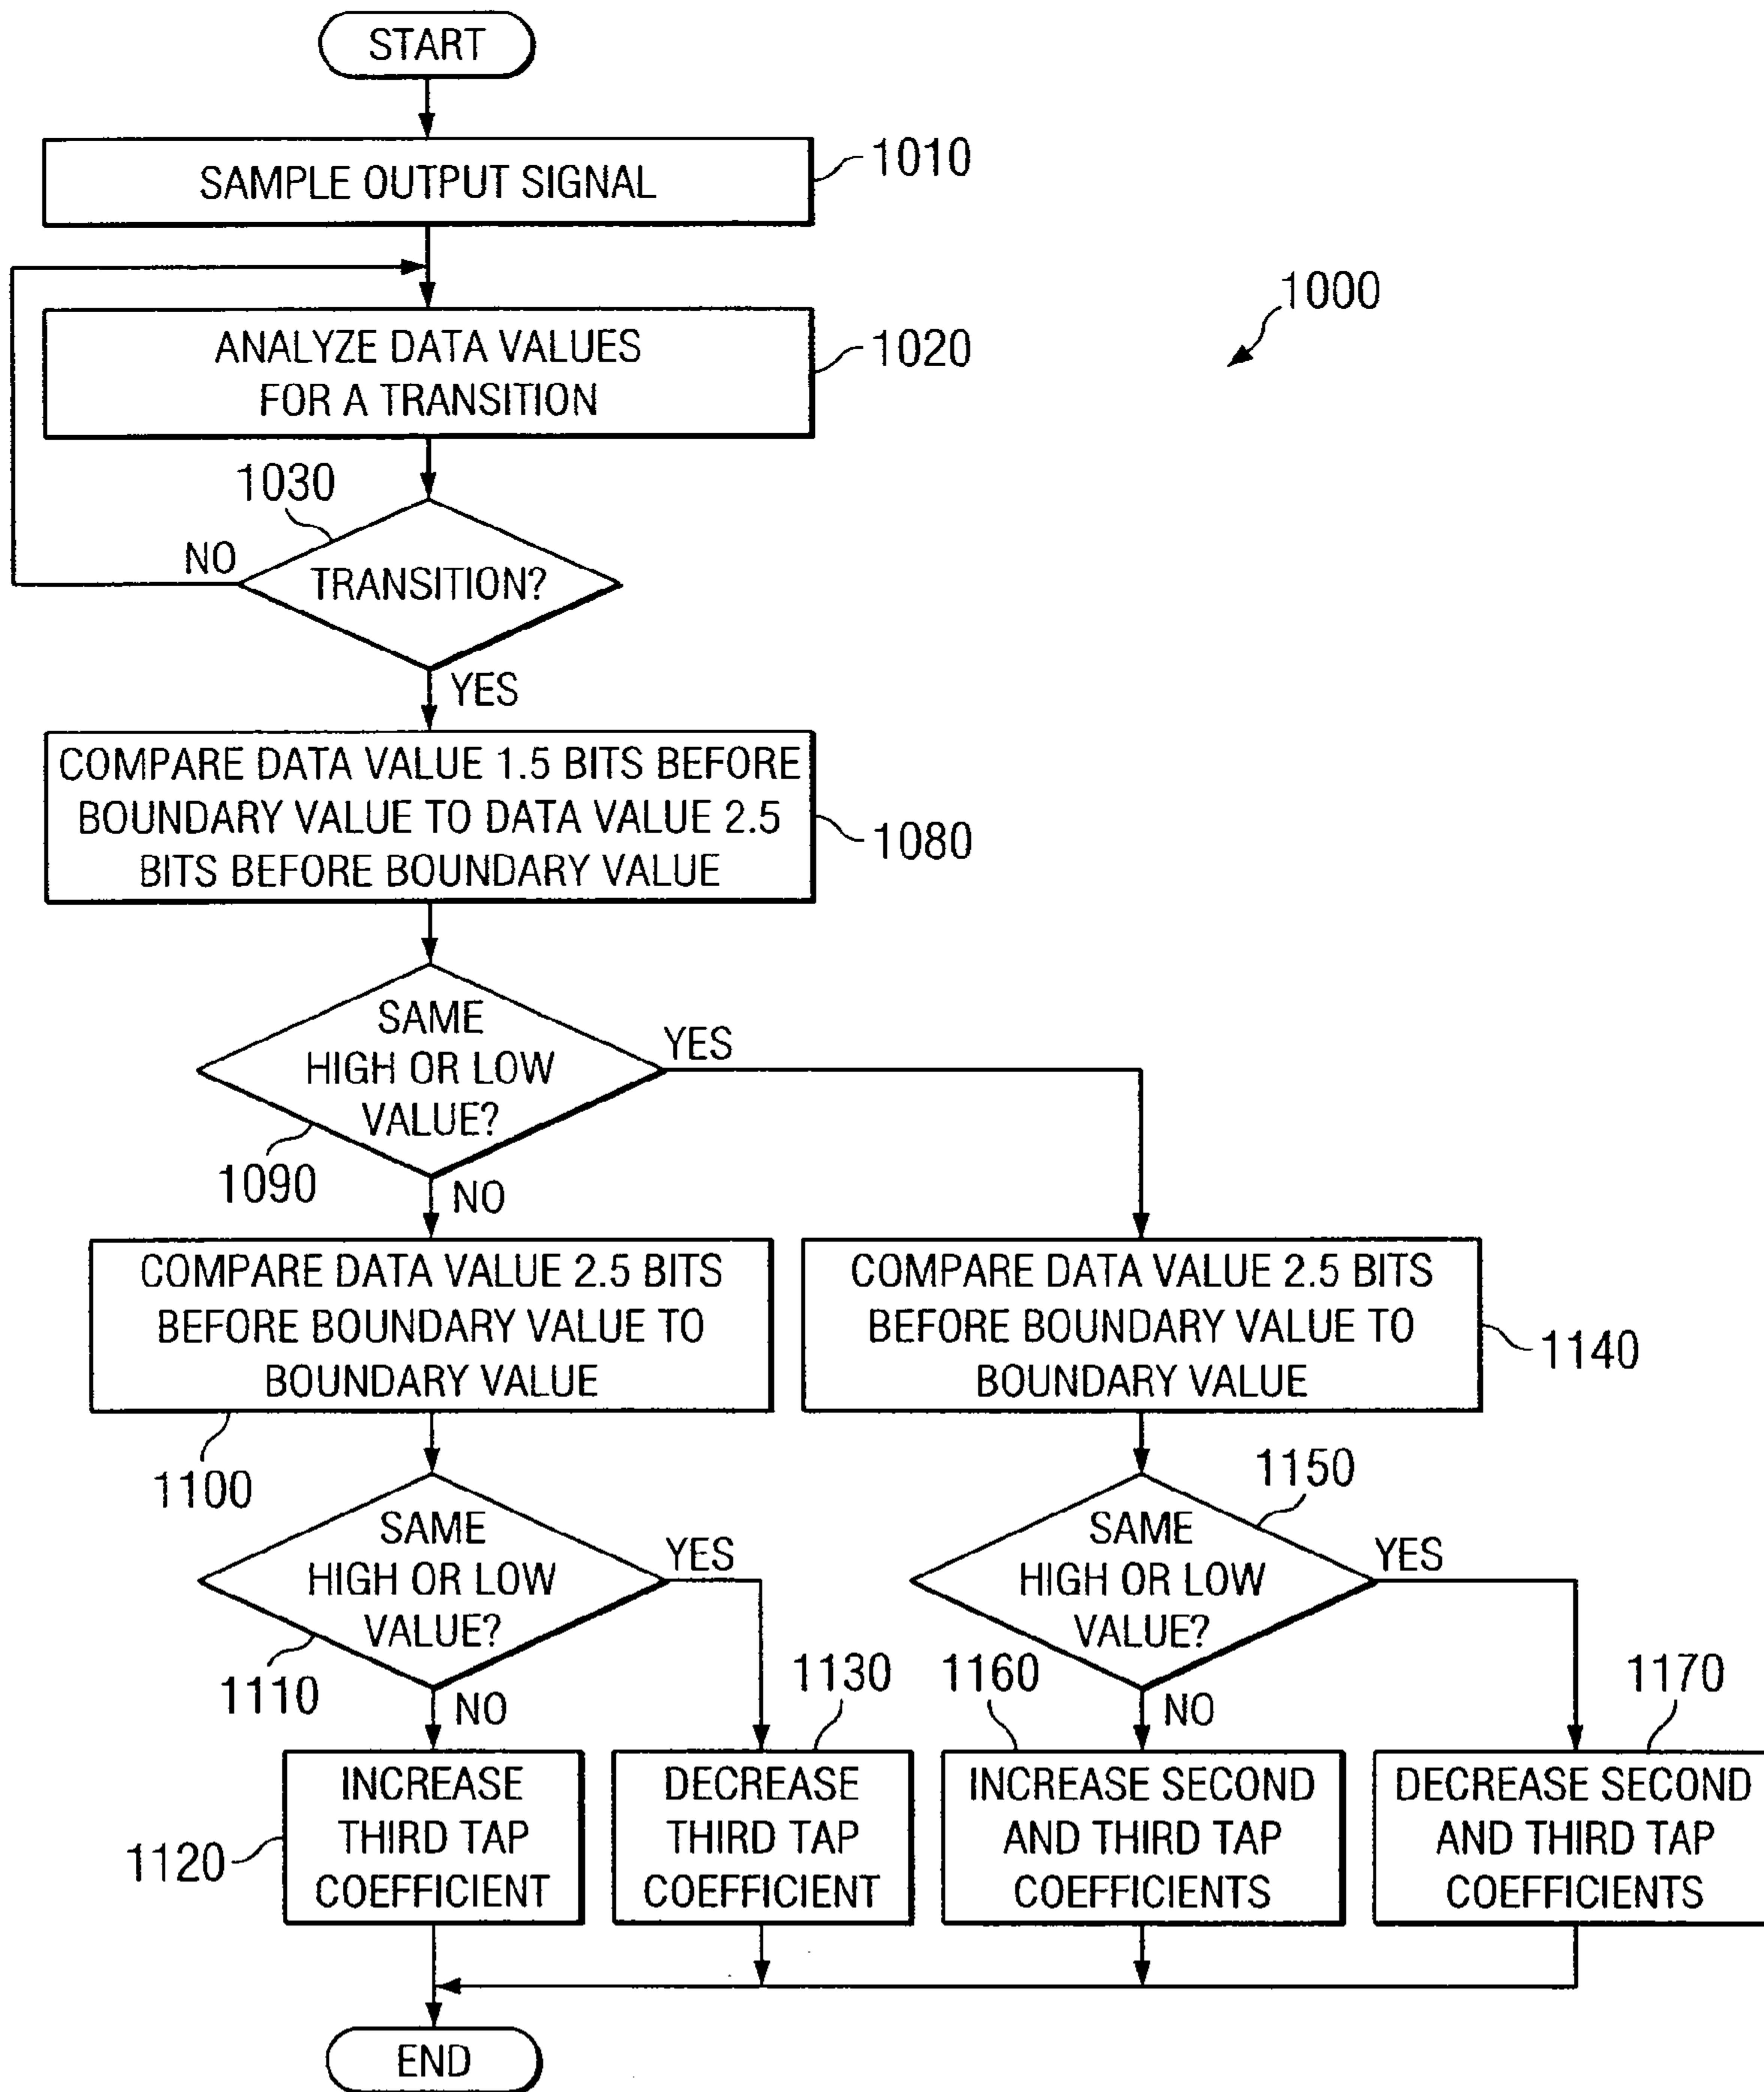 START
SAMPLE OUTPUT SIGNAL
1010
1000
ANALYZE DATA VALUES
FOR A TRANSITION
1020
1030
NO
TRANSITION?
YES
COMPARE DATA VALUE 1.5 BITS BEFORE
BOUNDARY VALUE TO DATA VALUE 2.5
BITS BEFORE BOUNDARY VALUE
1080
SAME
HIGH OR LOW
VALUE?
YES
1090
NO
COMPARE DATA VALUE 2.5 BITS
BEFORE BOUNDARY VALUE TO
BOUNDARY VALUE
1100
COMPARE DATA VALUE 2.5 BITS
BEFORE BOUNDARY VALUE TO
BOUNDARY VALUE
1140
SAME
HIGH OR LOW
VALUE?
YES
1110
NO
1150
SAME
HIGH OR LOW
VALUE?
YES
NO
1120
INCREASE
THIRD TAP
COEFFICIENT
1130
DECREASE
THIRD TAP
COEFFICIENT
1160
INCREASE SECOND
AND THIRD TAP
COEFFICIENTS
1170
DECREASE SECOND
AND THIRD TAP
COEFFICIENTS
END